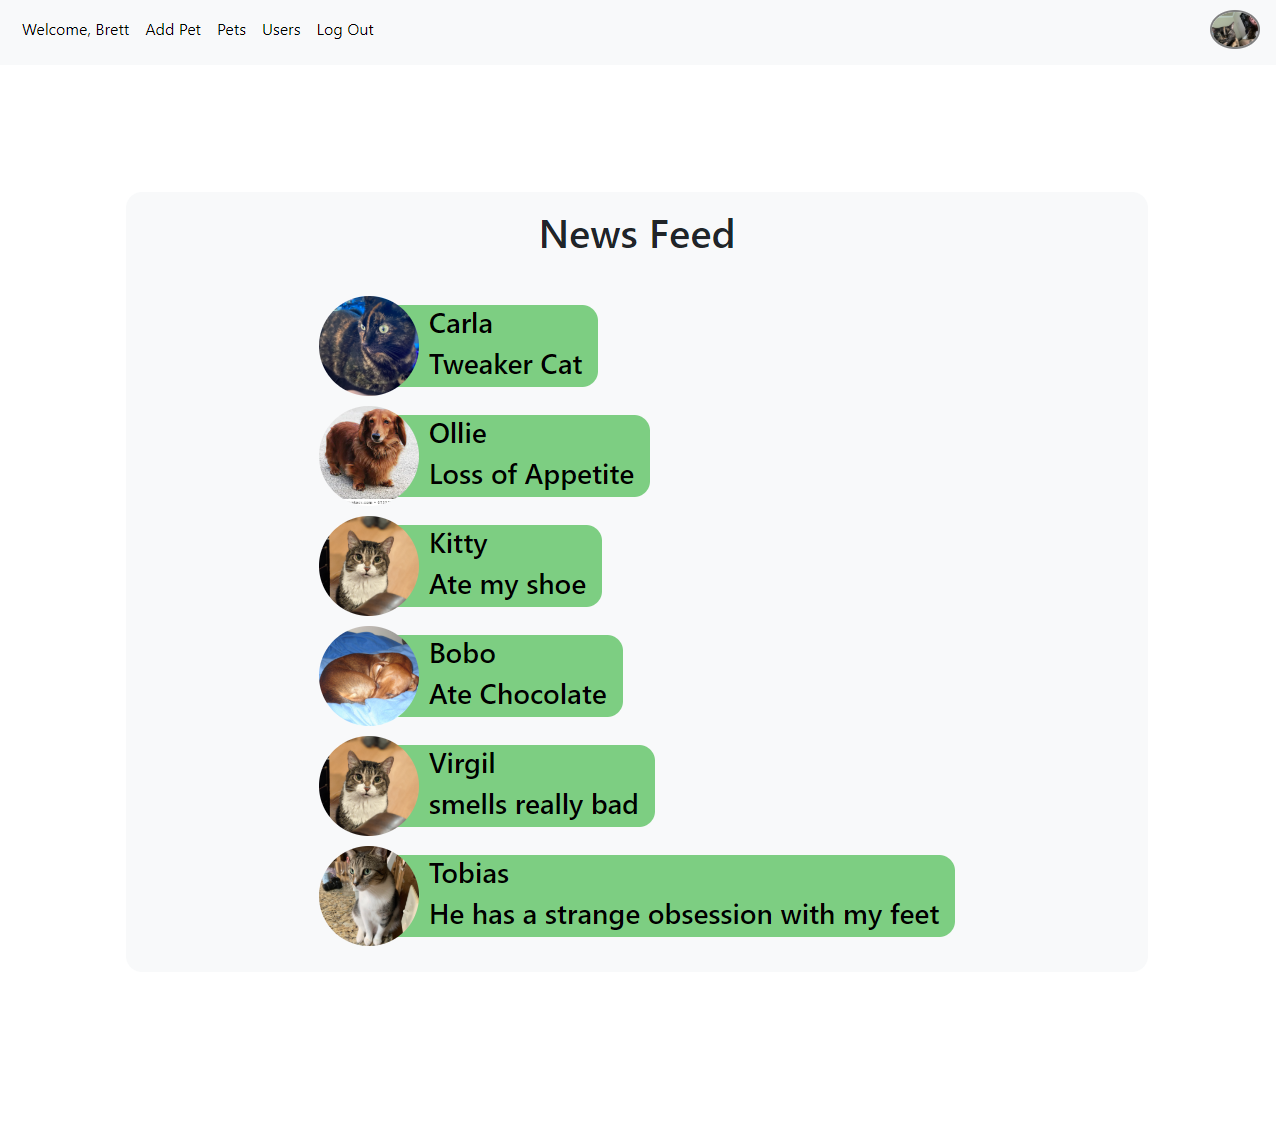 Welcome, Brett Add Pet Pets Users Log Out
News Feed
Carla
Tweaker Cat
Ollie
Loss of Appetite
Kitty
Ate my shoe
Bobo
Ate Chocolate
Virgil
smells really bad
Tobias
He has a strange obsession with my feet